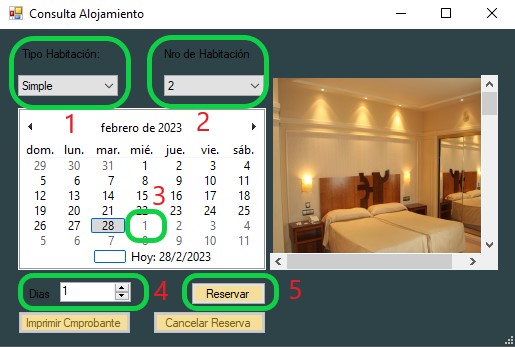 Consulta Alojamiento
Tipo Habitación: Nro de Habitación
Simple 2
1 2
febrero de 2023
dom. lun. mar. mié. jue. vie. sáb.
29 30 31 1 2 3 4
5 6 7 8 9 10 11
12 13 14 15 16 17 18
19 20 21 22 23 24 25
26 27 28 1 2 3 4
5 6 7 8 9 10 11
3
Hoy: 28/2/2023
Dias 1 4 Reservar 5
Imprimir Cmprobante Cancelar Reserva